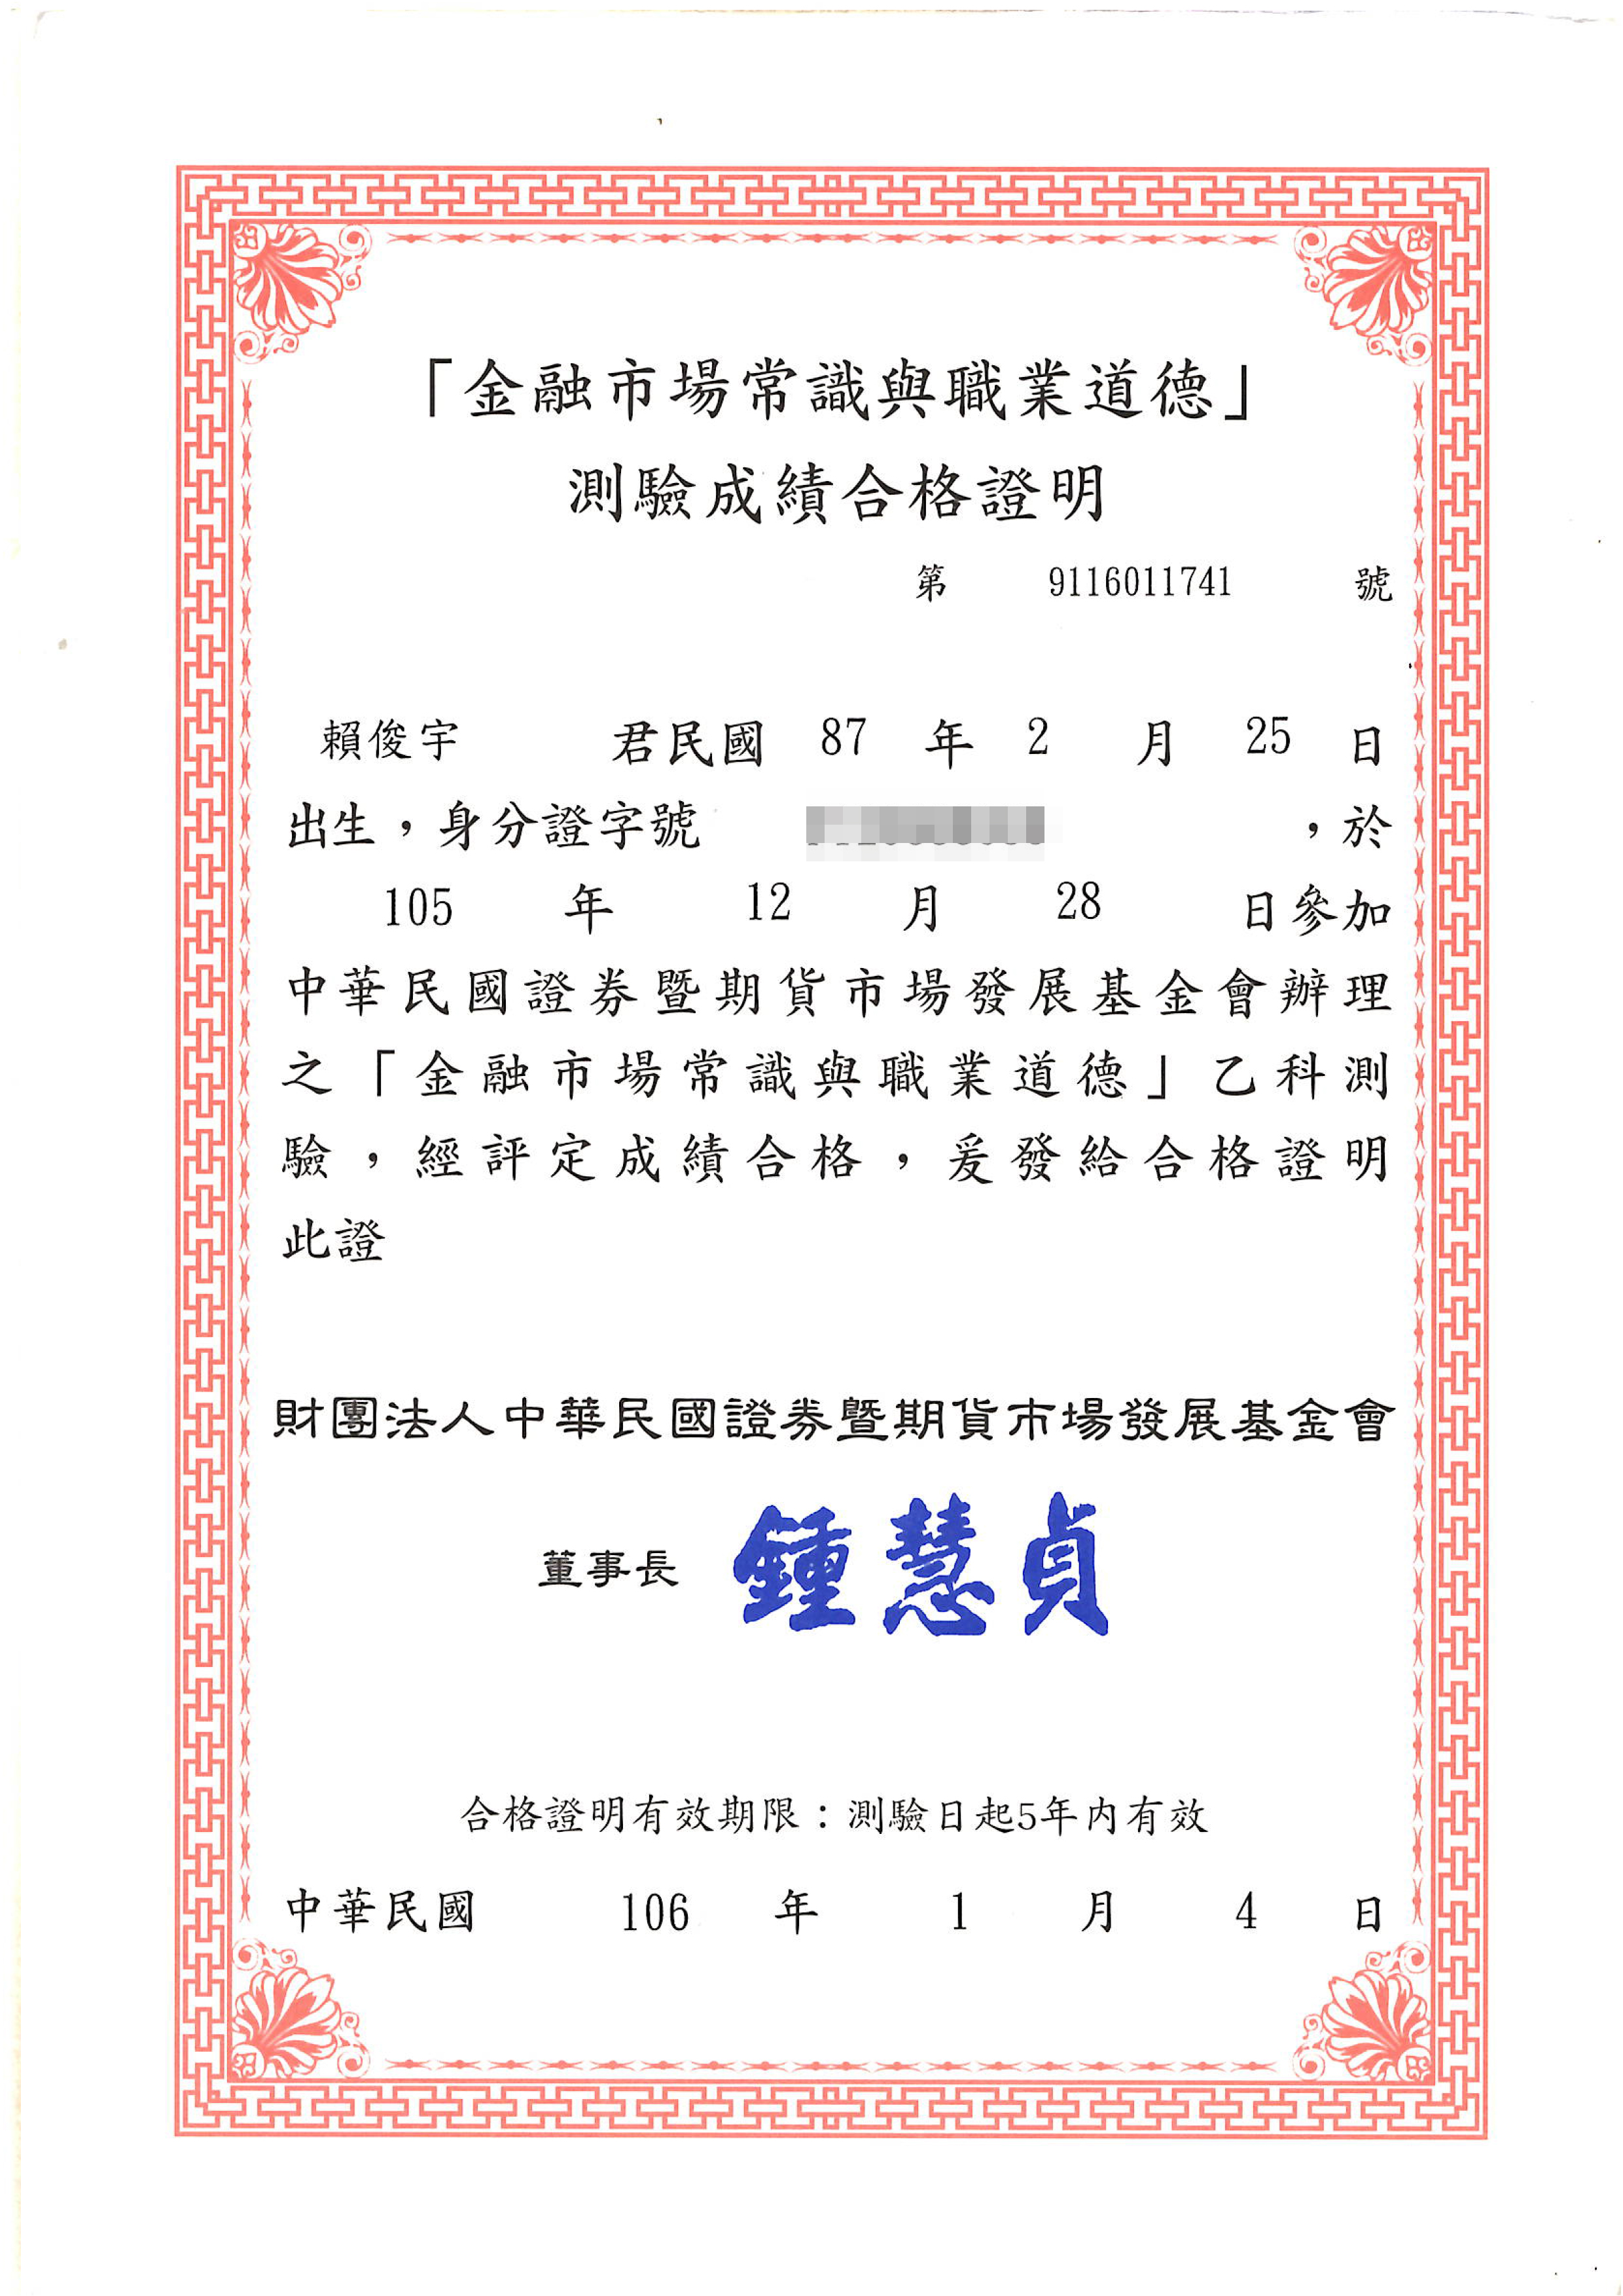 「金融市場常識與職業道德」
測驗成績合格證明
第 9116011741 號
賴俊宇 君民國 87 年 2 月 25 日
出生，身分證字號 ，於
105 年 12 月 28 日參加
中華民國證券暨期貨市場發展基金會辦理
之「金融市場常識與職業道德」乙科測
驗，經評定成績合格，爰發給合格證明
此證
財團法人中華民國證券暨期貨市場發展基金會
董事長 鍾慧貞
合格證明有效期限：測驗日起5年內有效
中華民國 106 年 1 月 4 日